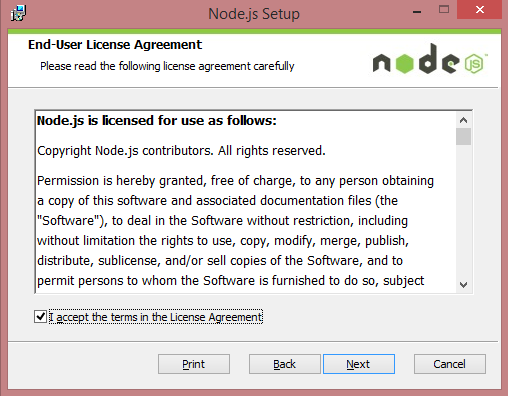 Node.js Setup
End-User License Agreement
Please read the following license agreement carefully
node
JS
Node.js is licensed for use as follows:
Copyright Node.js contributors. All rights reserved.
Permission is hereby granted, free of charge, to any person obtaining
a copy of this software and associated documentation files (the
"Software"), to deal in the Software without restriction, including
without limitation the rights to use, copy, modify, merge, publish,
distribute, sublicense, and/or sell copies of the Software, and to
permit persons to whom the Software is furnished to do so, subject
I accept the terms in the License Agreement
Print Back Next Cancel